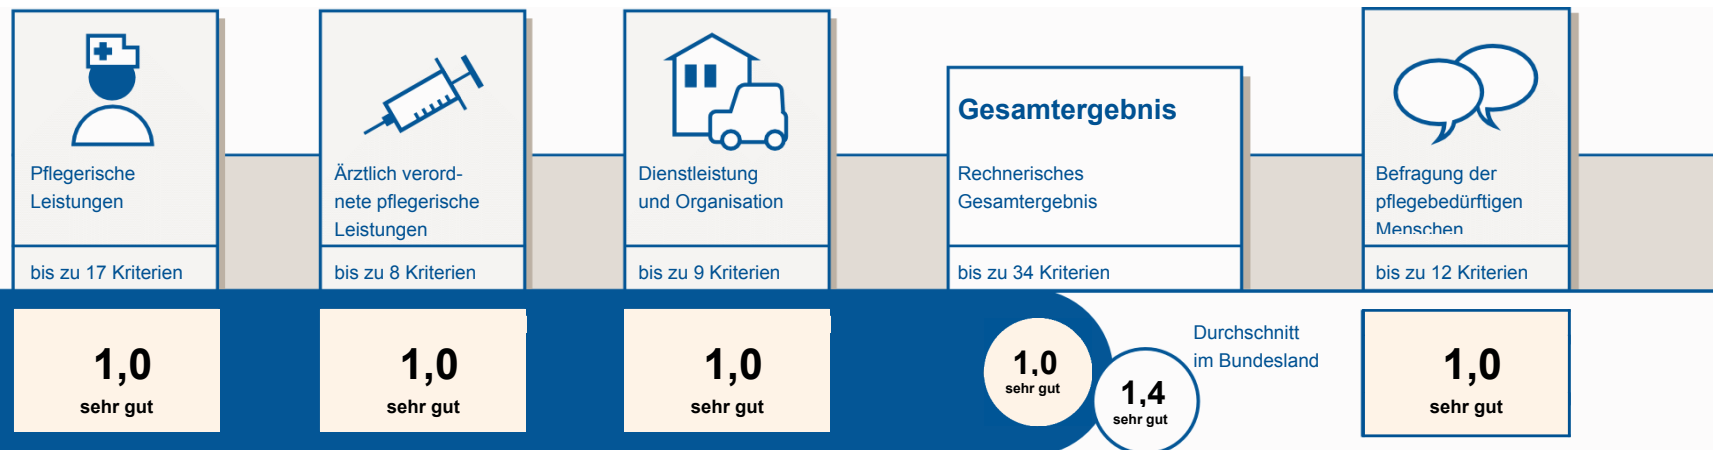 Pflegerische
Leistungen
bis zu 17 Kriterien
1,0
sehr gut
Ärztlich verord-
nete pflegerische
Leistungen
bis zu 8 Kriterien
1,0
sehr gut
Dienstleistung
und Organisation
bis zu 9 Kriterien
1,0
sehr gut
Gesamtergebnis
Rechnerisches
Gesamtergebnis
bis zu 34 Kriterien
1,0
sehr gut
1,4
sehr gut
Durchschnitt
im Bundesland
Befragung der
pflegebedürftigen
Menschen
bis zu 12 Kriterien
1,0
sehr gut